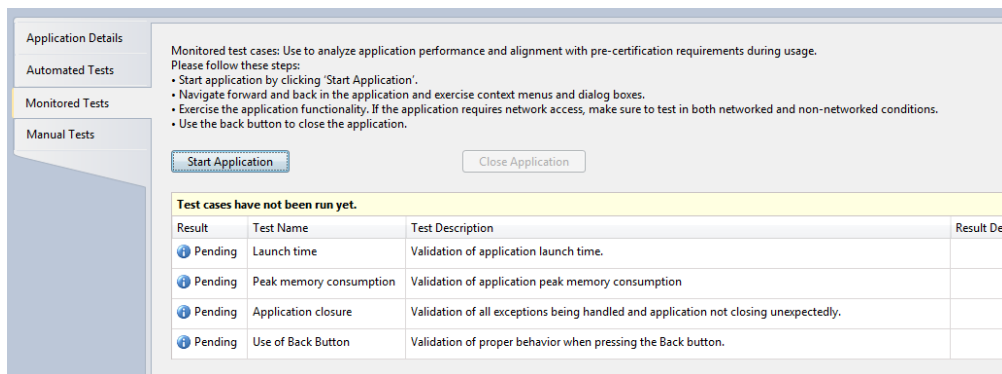 Application Details
Automated Tests
Monitored Tests
Manual Tests
Monitored test cases: Use to analyze application performance and alignment with pre-certification requirements during usage.
Please follow these steps:
• Start application by clicking 'Start Application'.
• Navigate forward and back in the application and exercise context menus and dialog boxes.
• Exercise the application functionality. If the application requires network access, make sure to test in both networked and non-networked conditions.
• Use the back button to close the application.
Start Application Close Application
Test cases have not been run yet.
Result Test Name Test Description Result De
Pending Launch time Validation of application launch time.
Pending Peak memory consumption Validation of application peak memory consumption
Pending Application closure Validation of all exceptions being handled and application not closing unexpectedly.
Pending Use of Back Button Validation of proper behavior when pressing the Back button.